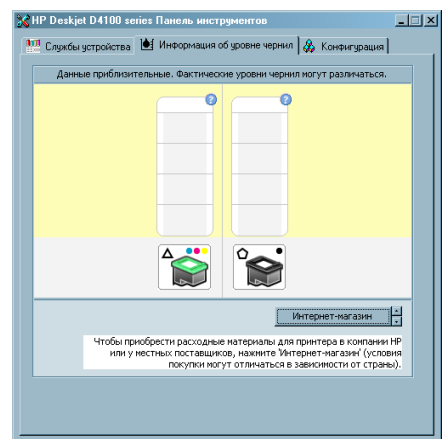 HP Deskjet D4100 series Панель инструментов
Службы устройства Информация об уровне чернил Конфигурация
Данные приблизительные. Фактические уровни чернил могут различаться.
? ?
Интернет-магазин
Чтобы приобрести расходные материалы для принтера в компании HP
или у местных поставщиков, нажмите 'Интернет-магазин' (условия
покупки могут отличаться в зависимости от страны).